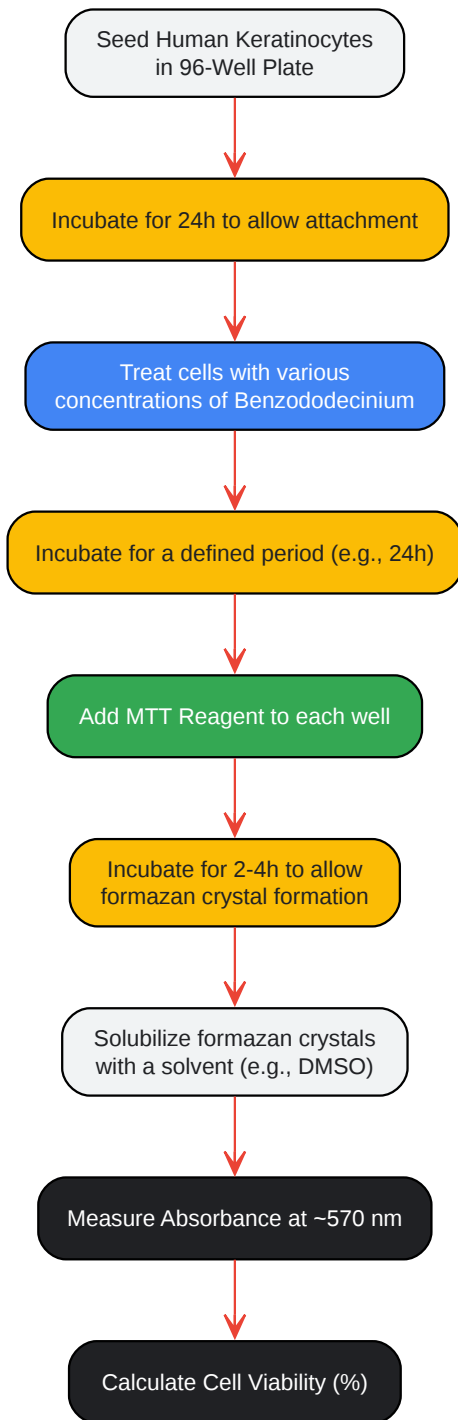 Seed Human Keratinocytes
in 96-Well Plate
Incubate for 24h to allow attachment
Treat cells with various
concentrations of Benzododecinium
Incubate for a defined period (e.g., 24h)
Add MTT Reagent to each well
Incubate for 2-4h to allow
formazan crystal formation
Solubilize formazan crystals
with a solvent (e.g., DMSO)
Measure Absorbance at ~570 nm
Calculate Cell Viability (%)